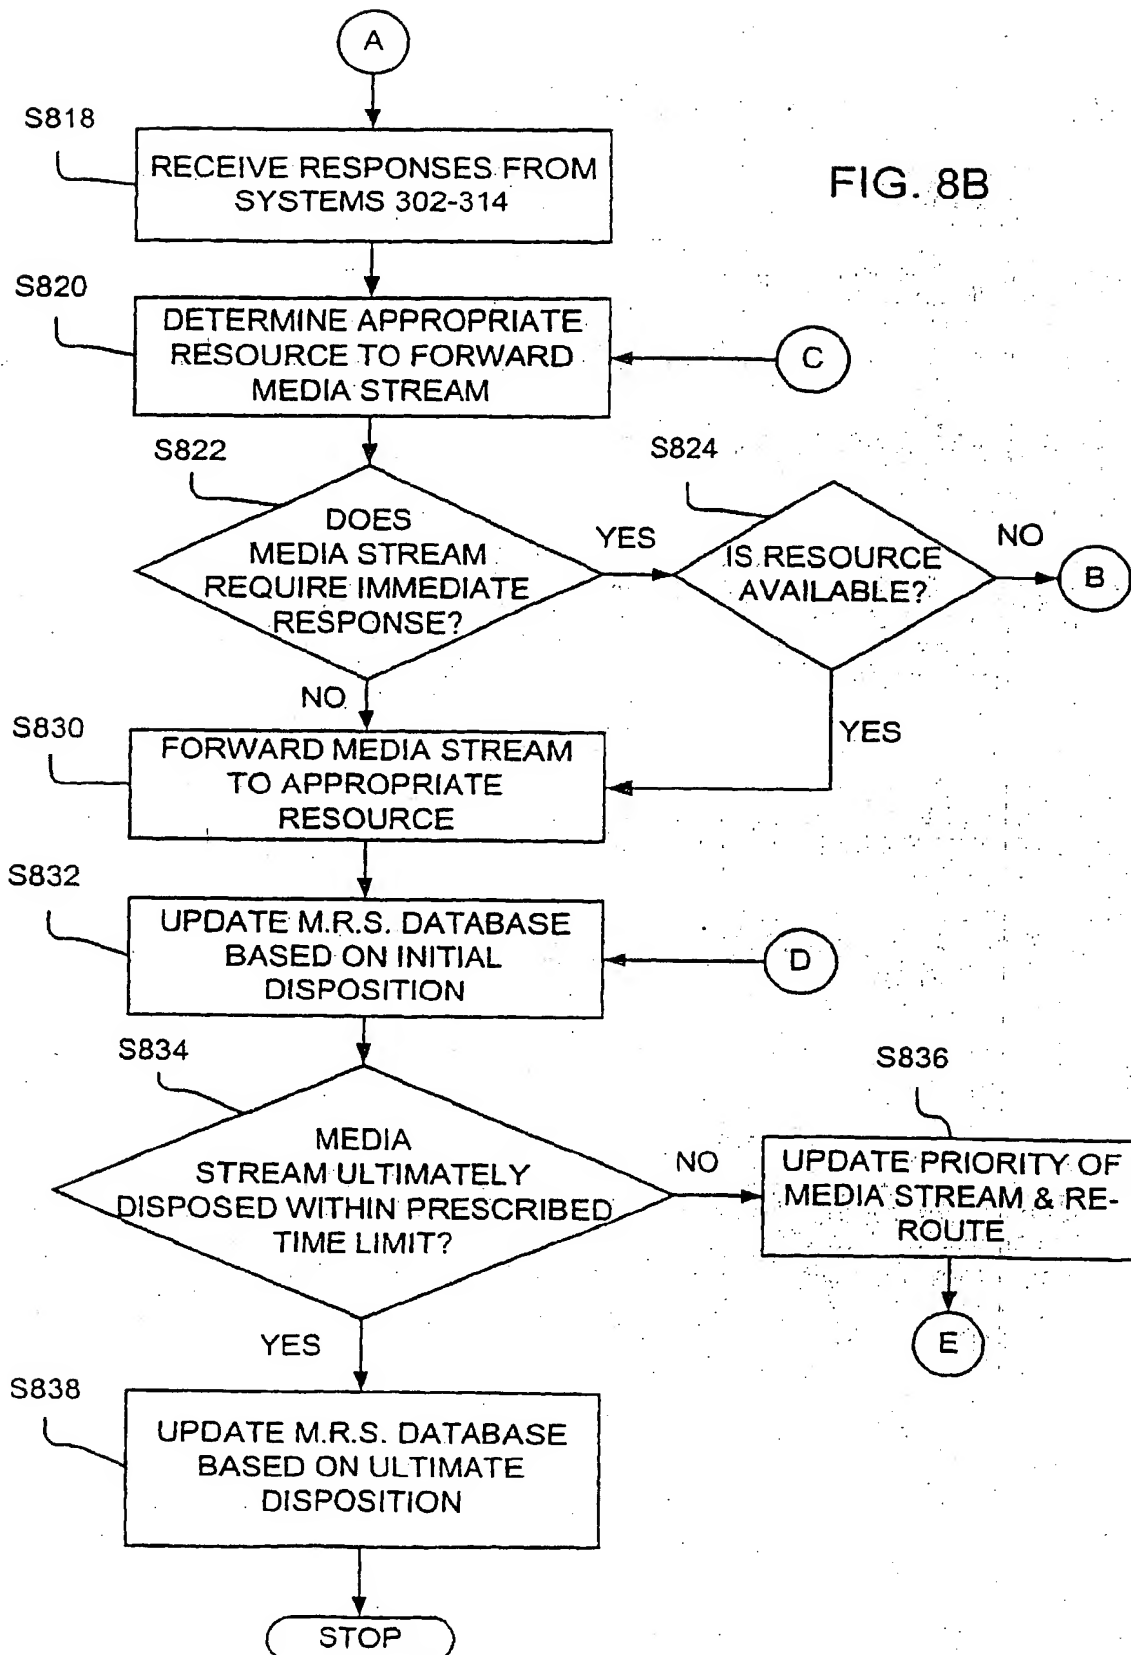 A
S818
RECEIVE RESPONSES FROM
SYSTEMS 302-314
FIG. 8B
S820
DETERMINE APPROPRIATE
RESOURCE TO FORWARD
MEDIA STREAM
C
S822
DOES
MEDIA STREAM
REQUIRE IMMEDIATE
RESPONSE?
YES
S824
IS RESOURCE
AVAILABLE?
NO
B
NO
YES
S830
FORWARD MEDIA STREAM
TO APPROPRIATE
RESOURCE
S832
UPDATE M.R.S. DATABASE
BASED ON INITIAL
DISPOSITION
D
S834
MEDIA
STREAM ULTIMATELY
DISPOSED WITHIN PRESCRIBED
TIME LIMIT?
NO
S836
UPDATE PRIORITY OF
MEDIA STREAM & RE-
ROUTE
E
YES
S838
UPDATE M.R.S. DATABASE
BASED ON ULTIMATE
DISPOSITION
STOP